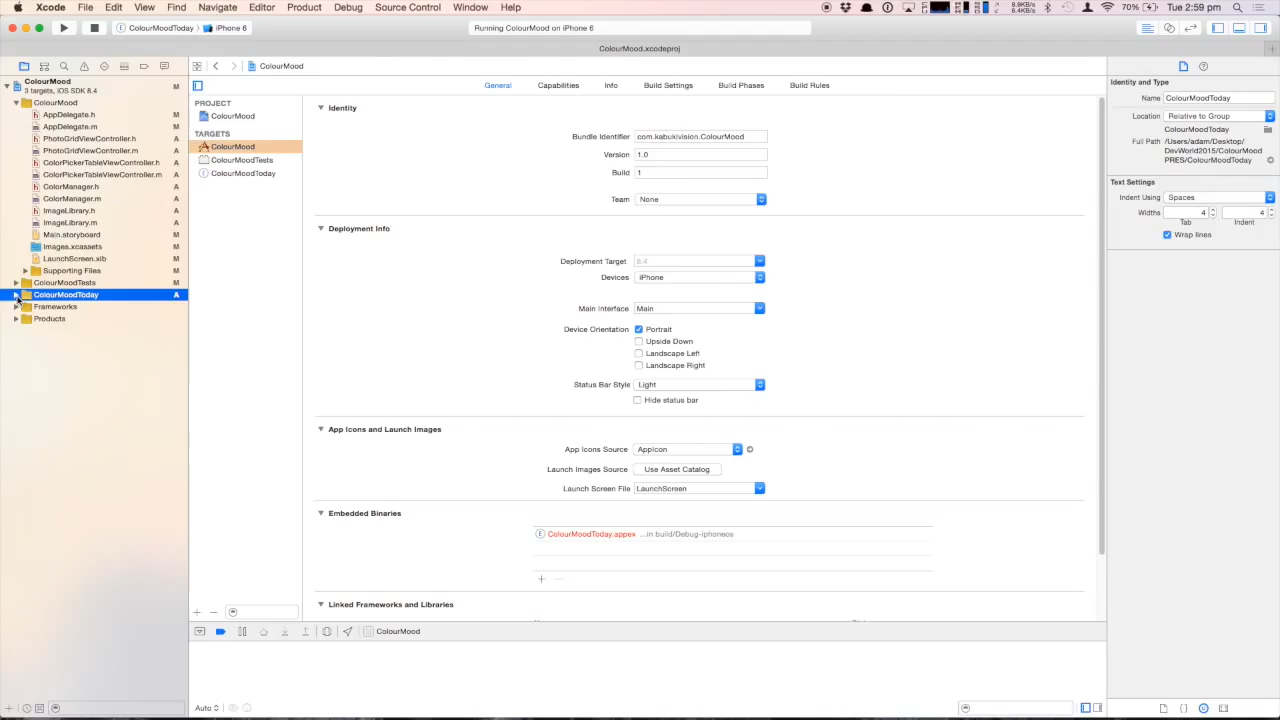 Xcode File Edit View Find Navigate Editor Product Debug Source Control Window Help 70% Tue 2:59 pm
ColourMoodToday iPhone 6 Running ColourMood on iPhone 6
ColourMood.xcodeproj
ColourMood
ColourMood M
3 targets, iOS SDK 8.4
ColourMood
AppDelegate.h M
AppDelegate.m M
PhotoGridViewController.h A
PhotoGridViewController.m A
ColorPickerTableViewController.h A
ColorPickerTableViewController.m A
ColorManager.h A
ColorManager.m A
ImageLibrary.h A
ImageLibrary.m A
Main.storyboard M
Images.xcassets M
LaunchScreen.xib M
Supporting Files M
ColourMoodTests M
ColourMoodToday A
Frameworks
Products
PROJECT
ColourMood
TARGETS
ColourMood
ColourMoodTests
ColourMoodToday
General Capabilities Info Build Settings Build Phases Build Rules
Identity
Bundle Identifier com.kabukivision.ColourMood
Version 1.0
Build 1
Team None
Deployment Info
Deployment Target 8.4
Devices iPhone
Main Interface Main
Device Orientation Portrait
Upside Down
Landscape Left
Landscape Right
Status Bar Style Light
Hide status bar
App Icons and Launch Images
App Icons Source AppIcon
Launch Images Source Use Asset Catalog
Launch Screen File LaunchScreen
Embedded Binaries
ColourMoodToday.appex ...in build/Debug-iphoneos
Linked Frameworks and Libraries
ColourMood
Auto
Identity and Type
Name ColourMoodToday
Location Relative to Group
ColourMoodToday
Full Path /Users/adam/Desktop/
DevWorld2015/ColourMood
PRES/ColourMoodToday
Text Settings
Indent Using Spaces
Widths 4 4
Tab Indent
Wrap lines